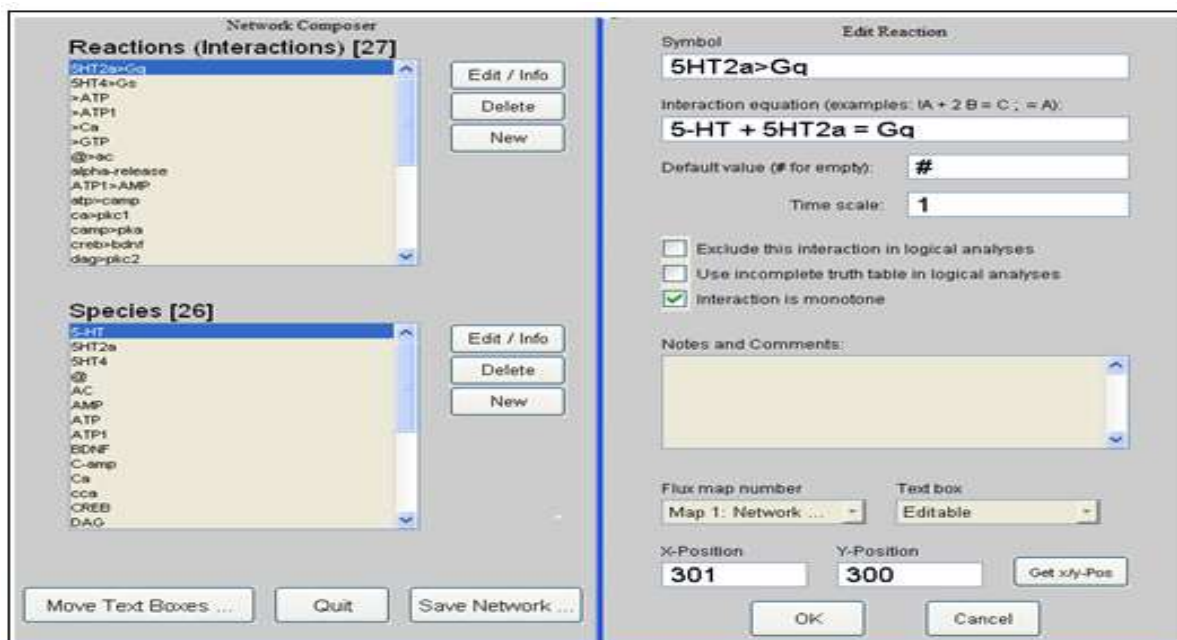 Network Composer
Reactions (Interactions) [27]
5HT2a>Gq
5HT4>Gs
>ATP
>ATP1
>Ca
>GTP
@>ac
alpha-release
ATP1>AMP
atp>camp
ca>pkc1
camp>pka
creb>bdnf
dag>pkc2
Edit / Info
Delete
New
Species [26]
5-HT
5HT2a
5HT4
@
AC
AMP
ATP
ATP1
BDNF
C-amp
Ca
cca
CREB
DAG
Edit / Info
Delete
New
Move Text Boxes ...
Quit
Save Network ...
Edit Reaction
Symbol
5HT2a>Gq
Interaction equation (examples: !A + 2 B = C ; = A):
5-HT + 5HT2a = Gq
Default value (# for empty):
#
Time scale:
1
Exclude this interaction in logical analyses
Use incomplete truth table in logical analyses
Interaction is monotone
Notes and Comments:
Flux map number
Text box
Map 1: Network ...
Editable
X-Position
Y-Position
301
300
Get x/y-Pos
OK
Cancel